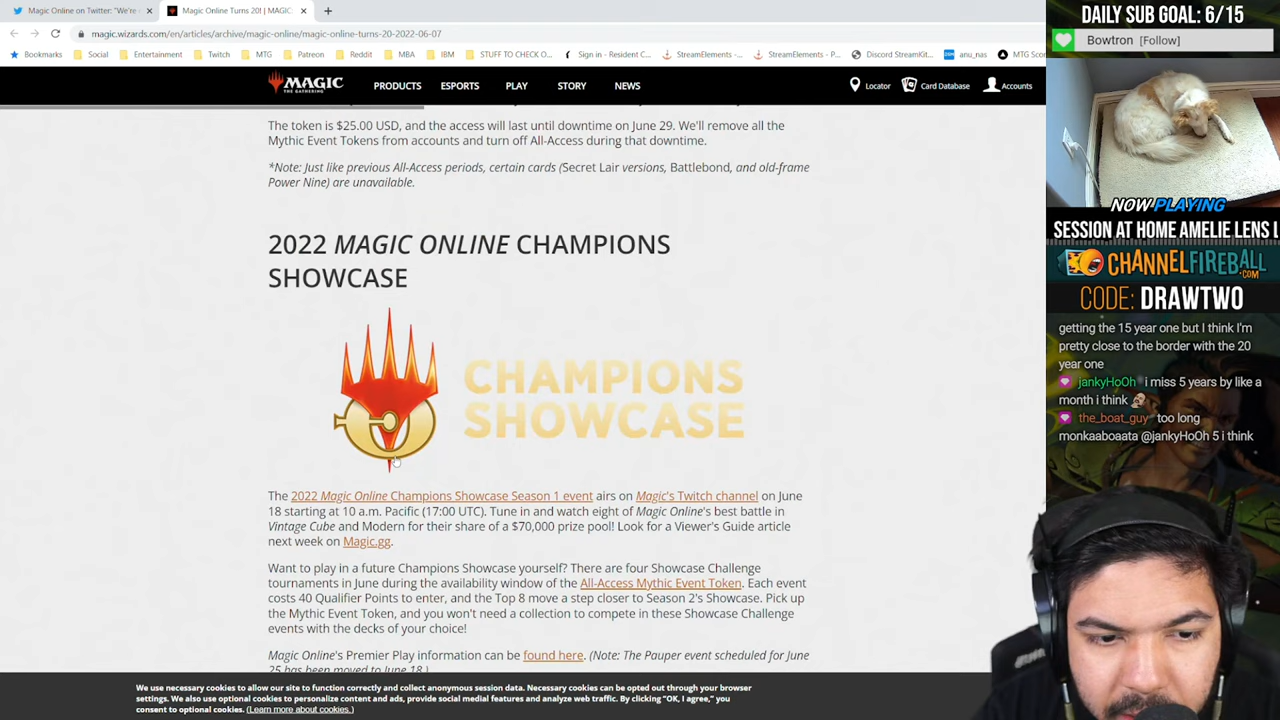 Magic Online on Twitter: "We're
Magic Online Turns 20! | MAGIC:
magic.wizards.com/en/articles/archive/magic-online/magic-online-turns-20-2022-06-07
Bookmarks Social Entertainment Twitch MTG Patreon Reddit MBA IBM STUFF TO CHECK O... Sign in - Resident C... StreamElements - ... StreamElements - P... Discord StreamKit... anu_nas MTG Sco
MAGIC THE GATHERING PRODUCTS ESPORTS PLAY STORY NEWS Locator Card Database Accounts
The token is $25.00 USD, and the access will last until downtime on June 29. We'll remove all the
Mythic Event Tokens from accounts and turn off All-Access during that downtime.
*Note: Just like previous All-Access periods, certain cards (Secret Lair versions, Battlebond, and old-frame
Power Nine) are unavailable.
2022 MAGIC ONLINE CHAMPIONS
SHOWCASE
CHAMPIONS
SHOWCASE
The 2022 Magic Online Champions Showcase Season 1 event airs on Magic's Twitch channel on June
18 starting at 10 a.m. Pacific (17:00 UTC). Tune in and watch eight of Magic Online's best battle in
Vintage Cube and Modern for their share of a $70,000 prize pool! Look for a Viewer's Guide article
next week on Magic.gg.
Want to play in a future Champions Showcase yourself? There are four Showcase Challenge
tournaments in June during the availability window of the All-Access Mythic Event Token. Each event
costs 40 Qualifier Points to enter, and the Top 8 move a step closer to Season 2's Showcase. Pick up
the Mythic Event Token, and you won't need a collection to compete in these Showcase Challenge
events with the decks of your choice!
Magic Online's Premier Play information can be found here. (Note: The Pauper event scheduled for June
25 has been moved to June 18.)
We use necessary cookies to allow our site to function correctly and collect anonymous session data. Necessary cookies can be opted out through your browser
settings. We also use optional cookies to personalize content and ads, provide social media features and analyze web traffic. By clicking "OK, I agree," you
consent to optional cookies. (Learn more about cookies.)
DAILY SUB GOAL: 6/15
Bowtron [Follow]
NOW PLAYING
SESSION AT HOME AMELIE LENS L
CHANNELFIREBALL
.COM
CODE: DRAWTWO
getting the 15 year one but I think I'm
pretty close to the border with the 20
year one
jankyHoOh i miss 5 years by like a
month i think
the_boat_guy too long
monkaaboaata @jankyHoOh 5 i think